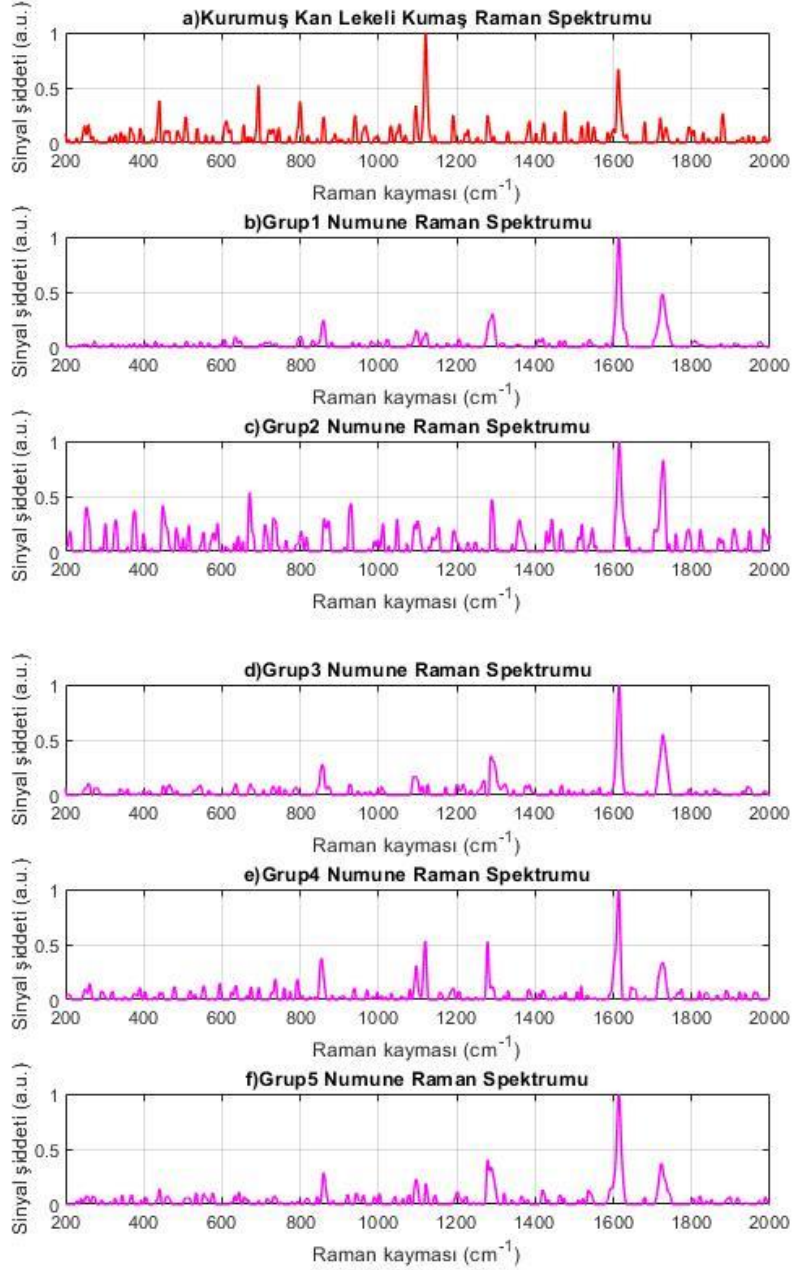 a)Kurumuş Kan Lekeli Kumaş Raman Spektrumu
Sinyal şiddeti (a.u.)
1
0.5
0
200 400 600 800 1000 1200 1400 1600 1800 2000
Raman kayması (cm-1)
b)Grup1 Numune Raman Spektrumu
Sinyal şiddeti (a.u.)
1
0.5
0
200 400 600 800 1000 1200 1400 1600 1800 2000
Raman kayması (cm-1)
c)Grup2 Numune Raman Spektrumu
Sinyal şiddeti (a.u.)
1
0.5
0
200 400 600 800 1000 1200 1400 1600 1800 2000
Raman kayması (cm-1)
d)Grup3 Numune Raman Spektrumu
Sinyal şiddeti (a.u.)
1
0.5
0
200 400 600 800 1000 1200 1400 1600 1800 2000
Raman kayması (cm-1)
e)Grup4 Numune Raman Spektrumu
Sinyal şiddeti (a.u.)
1
0.5
0
200 400 600 800 1000 1200 1400 1600 1800 2000
Raman kayması (cm-1)
f)Grup5 Numune Raman Spektrumu
Sinyal şiddeti (a.u.)
1
0.5
0
200 400 600 800 1000 1200 1400 1600 1800 2000
Raman kayması (cm-1)